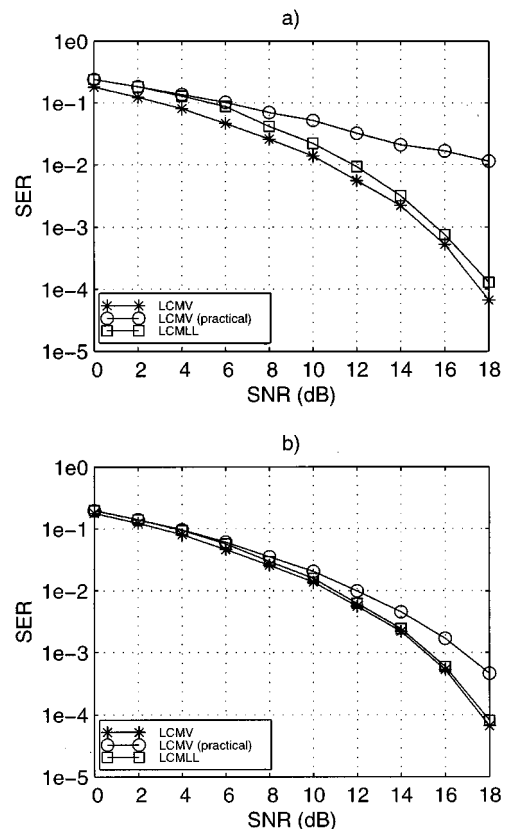 a)
1e0
1e−1
1e−2
1e−3
1e−4
1e−5
SER
LCMV
LCMV (practical)
LCMLL
0 2 4 6 8 10 12 14 16 18
SNR (dB)
b)
1e0
1e−1
1e−2
1e−3
1e−4
1e−5
SER
LCMV
LCMV (practical)
LCMLL
0 2 4 6 8 10 12 14 16 18
SNR (dB)